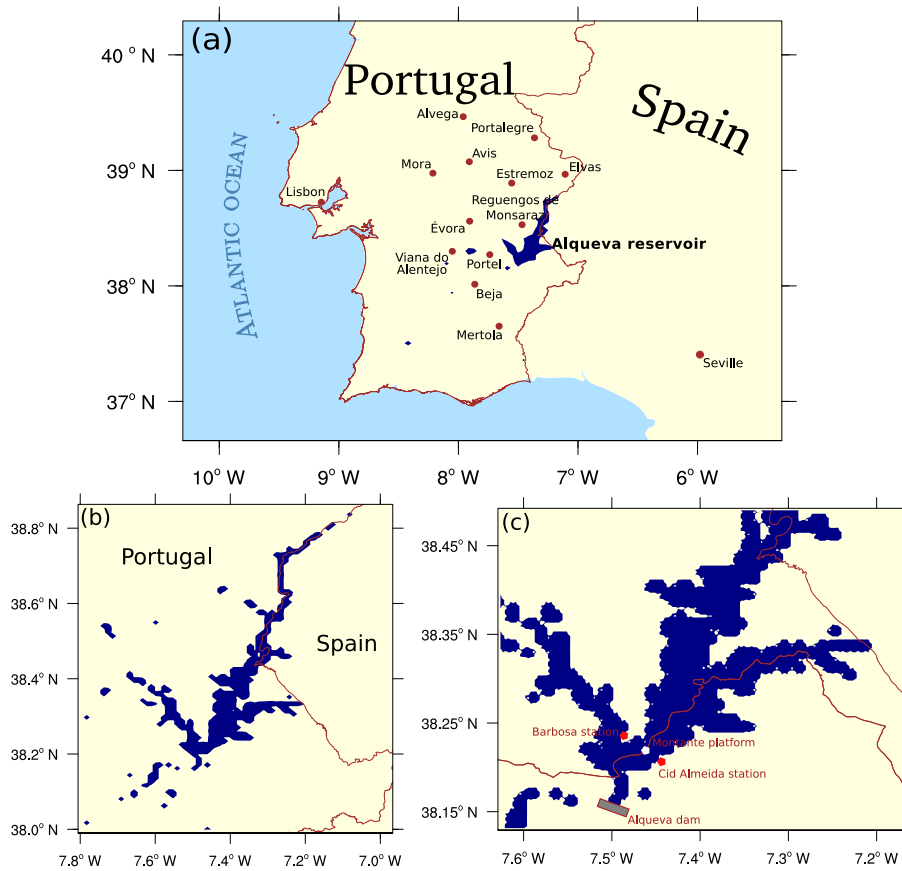 (a)
40° N
39° N
38° N
37° N
10° W
9° W
8° W
7° W
6° W
Portugal
Spain
ATLANTIC OCEAN
Alvega
Portalegre
Avis
Mora
Elvas
Estremoz
Lisbon
Reguengos de
Monsaraz
Évora
Alqueva reservoir
Viana do
Alentejo
Portel
Beja
Mertola
Seville
(b)
38.8° N
38.6° N
38.4° N
38.2° N
38.0° N
7.8° W
7.6° W
7.4° W
7.2° W
7.0° W
Portugal
Spain
(c)
38.45° N
38.35° N
38.25° N
38.15° N
7.6° W
7.5° W
7.4° W
7.3° W
7.2° W
Barbosa station
Montante platform
Cid Almeida station
Alqueva dam